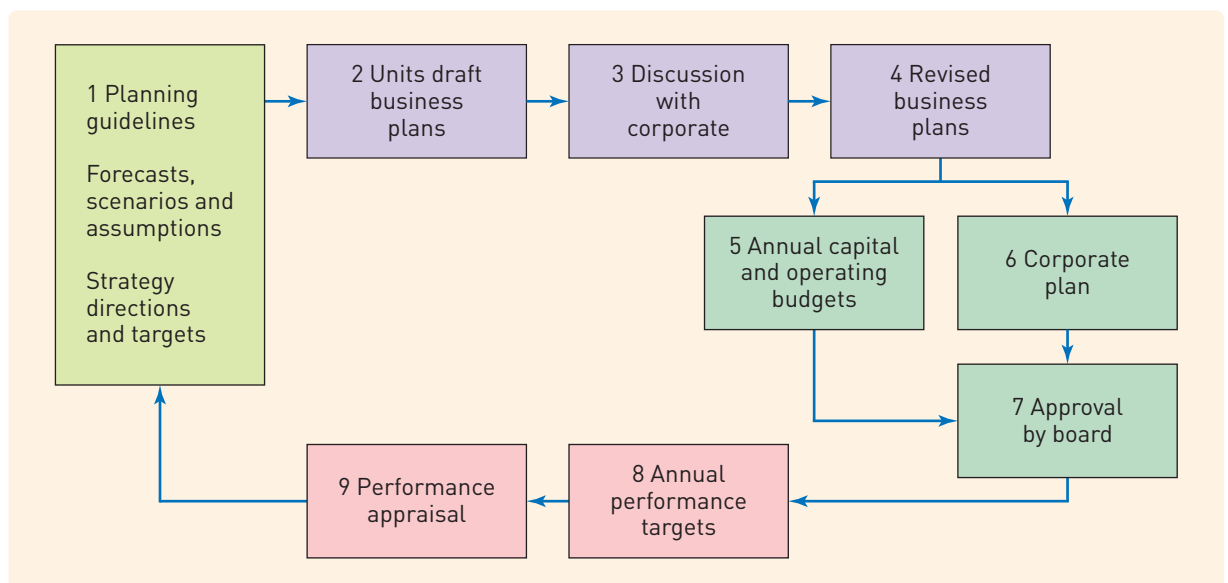 1 Planning
guidelines
Forecasts,
scenarios and
assumptions
Strategy
directions
and targets
2 Units draft
business
plans
3 Discussion
with
corporate
4 Revised
business
plans
5 Annual capital
and operating
budgets
6 Corporate
plan
7 Approval
by board
8 Annual
performance
targets
9 Performance
appraisal